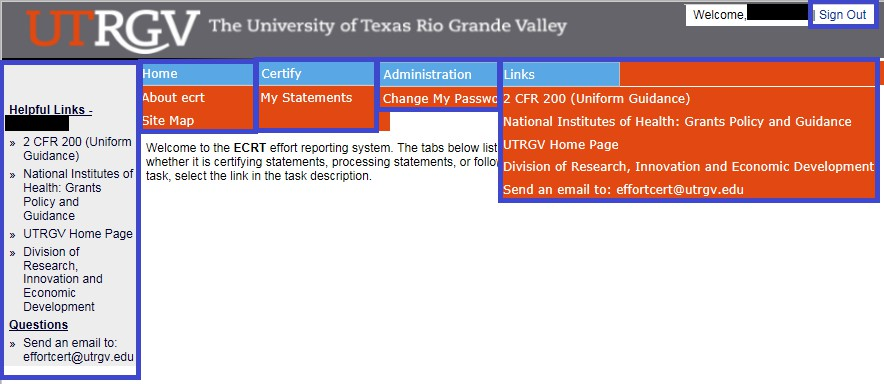 UTRGV The University of Texas Rio Grande Valley
Welcome, | Sign Out
Home
About ecrt
Site Map
Certify
My Statements
Administration
Change My Passwo
Links
2 CFR 200 (Uniform Guidance)
National Institutes of Health: Grants Policy and Guidance
UTRGV Home Page
Division of Research, Innovation and Economic Development
Send an email to: effortcert@utrgv.edu
Helpful Links -
» 2 CFR 200 (Uniform
Guidance)
» National Institutes of
Health: Grants
Policy and
Guidance
» UTRGV Home Page
» Division of
Research,
Innovation and
Economic
Development
Questions
» Send an email to:
effortcert@utrgv.edu
Welcome to the ECRT effort reporting system. The tabs below list
whether it is certifying statements, processing statements, or follo
task, select the link in the task description.